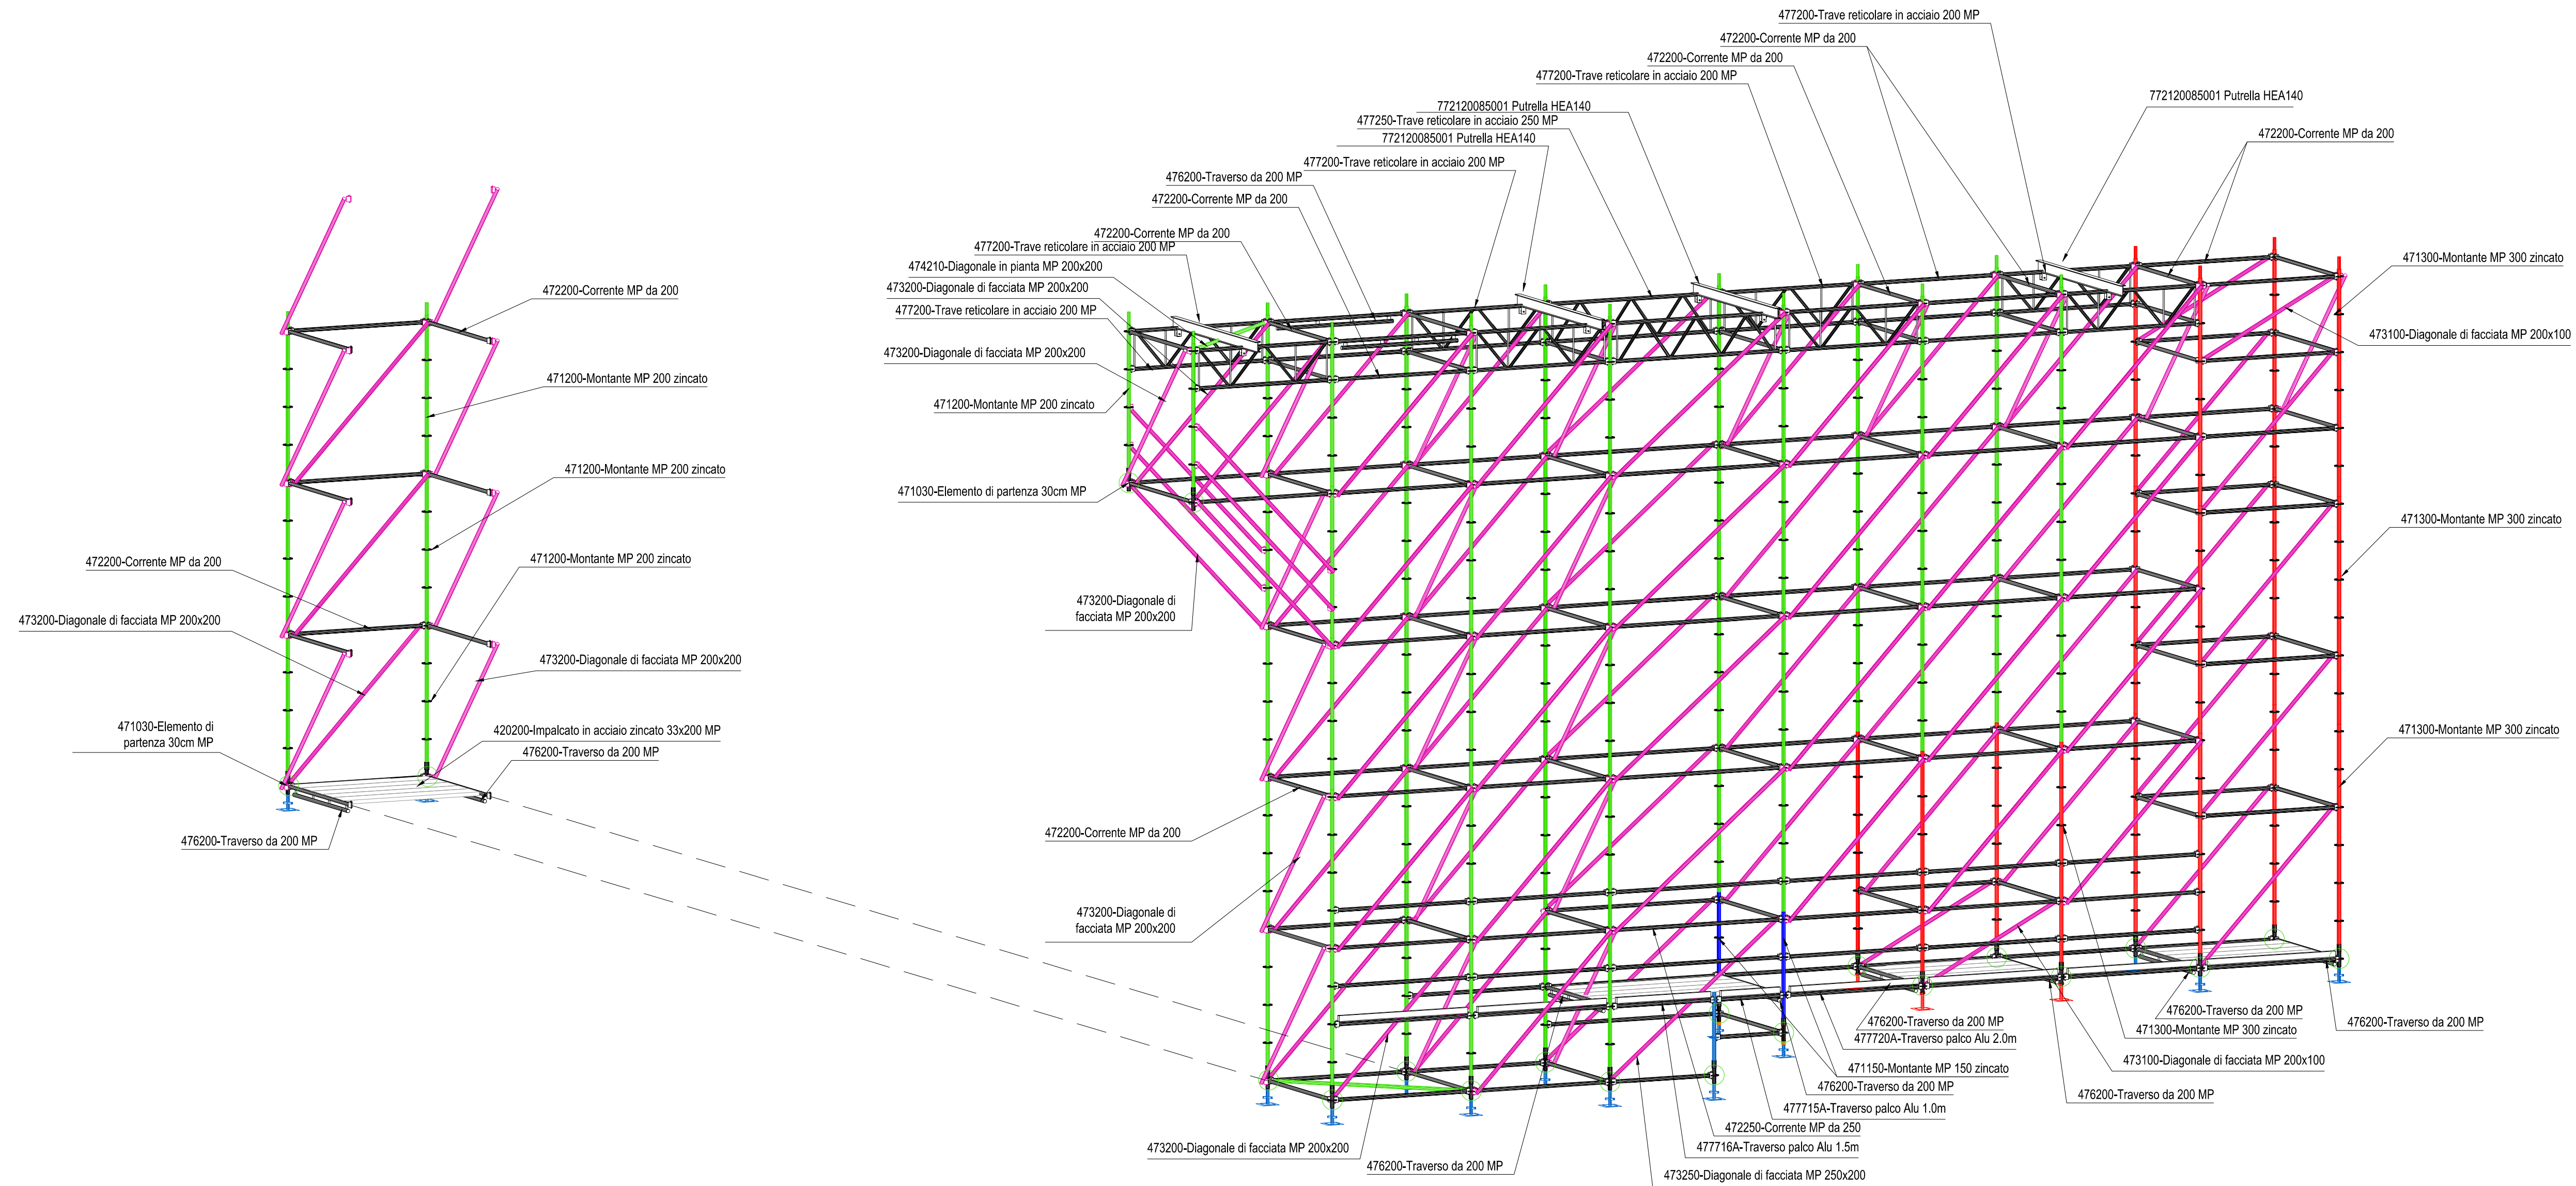 477200-Trave reticolare in acciaio 200 MP
472200-Corrente MP da 200
472200-Corrente MP da 200
477200-Trave reticolare in acciaio 200 MP
772120085001 Putrella HEA140
772120085001 Putrella HEA140
477250-Trave reticolare in acciaio 250 MP
772120085001 Putrella HEA140
472200-Corrente MP da 200
477200-Trave reticolare in acciaio 200 MP
476200-Traverso da 200 MP
472200-Corrente MP da 200
472200-Corrente MP da 200
477200-Trave reticolare in acciaio 200 MP
474210-Diagonale in pianta MP 200x200
473200-Diagonale di facciata MP 200x200
477200-Trave reticolare in acciaio 200 MP
473200-Diagonale di facciata MP 200x200
471200-Montante MP 200 zincato
471030-Elemento di partenza 30cm MP
473200-Diagonale di
facciata MP 200x200
472200-Corrente MP da 200
473200-Diagonale di
facciata MP 200x200
471300-Montante MP 300 zincato
473100-Diagonale di facciata MP 200x100
471300-Montante MP 300 zincato
471300-Montante MP 300 zincato
472200-Corrente MP da 200
471200-Montante MP 200 zincato
471200-Montante MP 200 zincato
472200-Corrente MP da 200
471200-Montante MP 200 zincato
473200-Diagonale di facciata MP 200x200
473200-Diagonale di facciata MP 200x200
471030-Elemento di
partenza 30cm MP
420200-Impalcato in acciaio zincato 33x200 MP
476200-Traverso da 200 MP
476200-Traverso da 200 MP
476200-Traverso da 200 MP
476200-Traverso da 200 MP
476200-Traverso da 200 MP
471300-Montante MP 300 zincato
477720A-Traverso palco Alu 2.0m
473100-Diagonale di facciata MP 200x100
471150-Montante MP 150 zincato
476200-Traverso da 200 MP
476200-Traverso da 200 MP
477715A-Traverso palco Alu 1.0m
472250-Corrente MP da 250
473200-Diagonale di facciata MP 200x200
477716A-Traverso palco Alu 1.5m
476200-Traverso da 200 MP
473250-Diagonale di facciata MP 250x200